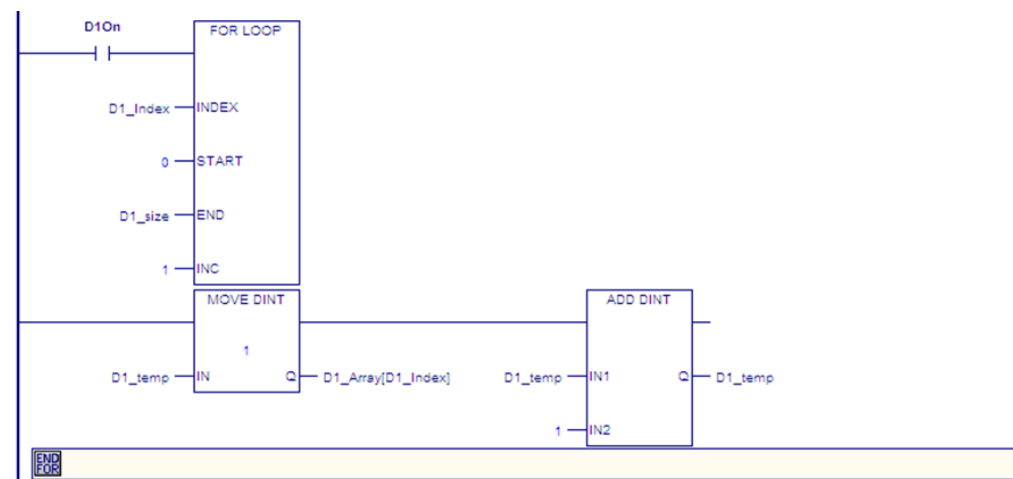 D1On
FOR LOOP
D1_Index INDEX
0 START
D1_size END
1 INC
MOVE DINT ADD DINT
1
D1_temp IN Q D1_Array[D1_Index] D1_temp IN1 Q D1_temp
1 IN2
END
FOR